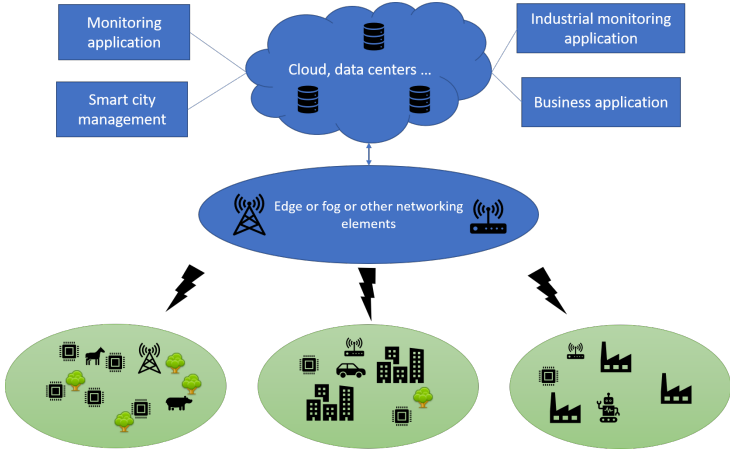 Monitoring
application
Smart city
management
Cloud, data centers ...
Industrial monitoring
application
Business application
Edge or fog or other networking
elements